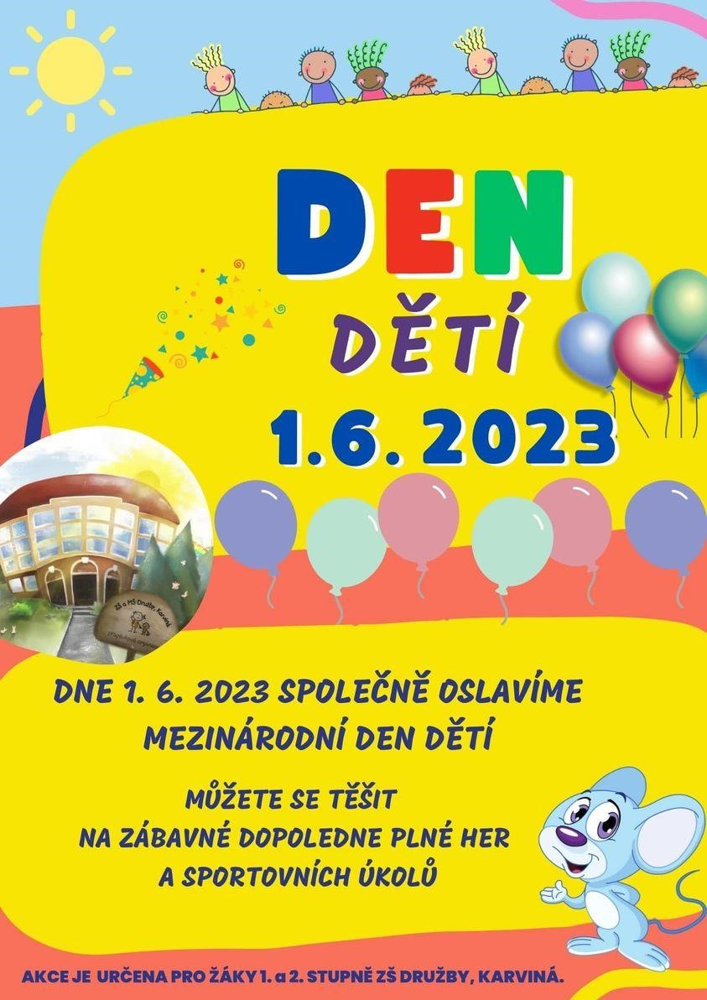 DEN
DĚTÍ
1.6. 2023
ZŠ a MŠ Družby, Karviná
příspěvková organizace
DNE 1. 6. 2023 SPOLEČNĚ OSLAVÍME
MEZINÁRODNÍ DEN DĚTÍ
MŮŽETE SE TĚŠIT
NA ZÁBAVNÉ DOPOLEDNE PLNÉ HER
A SPORTOVNÍCH ÚKOLŮ
AKCE JE URČENA PRO ŽÁKY 1. a 2. STUPNĚ ZŠ DRUŽBY, KARVINÁ.